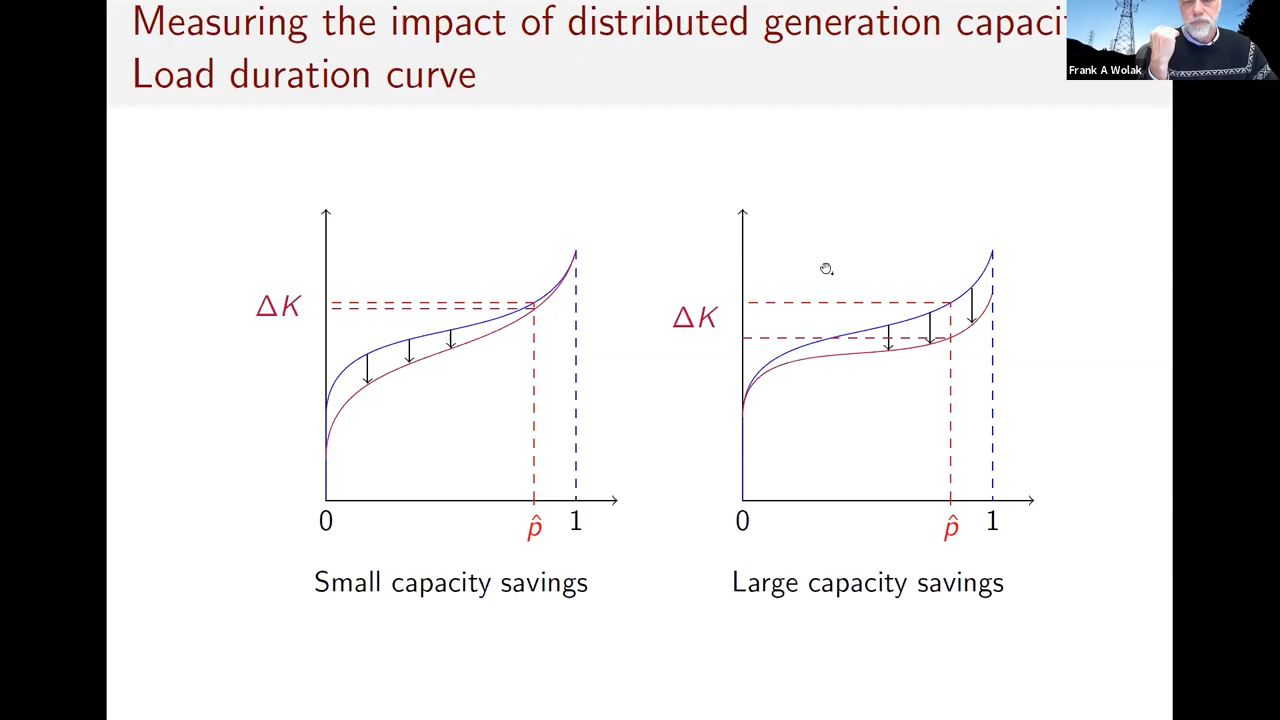 Measuring the impact of distributed generation capaci
Load duration curve
Frank A Wolak
ΔK
0
p̂
1
Small capacity savings
ΔK
0
p̂
1
Large capacity savings